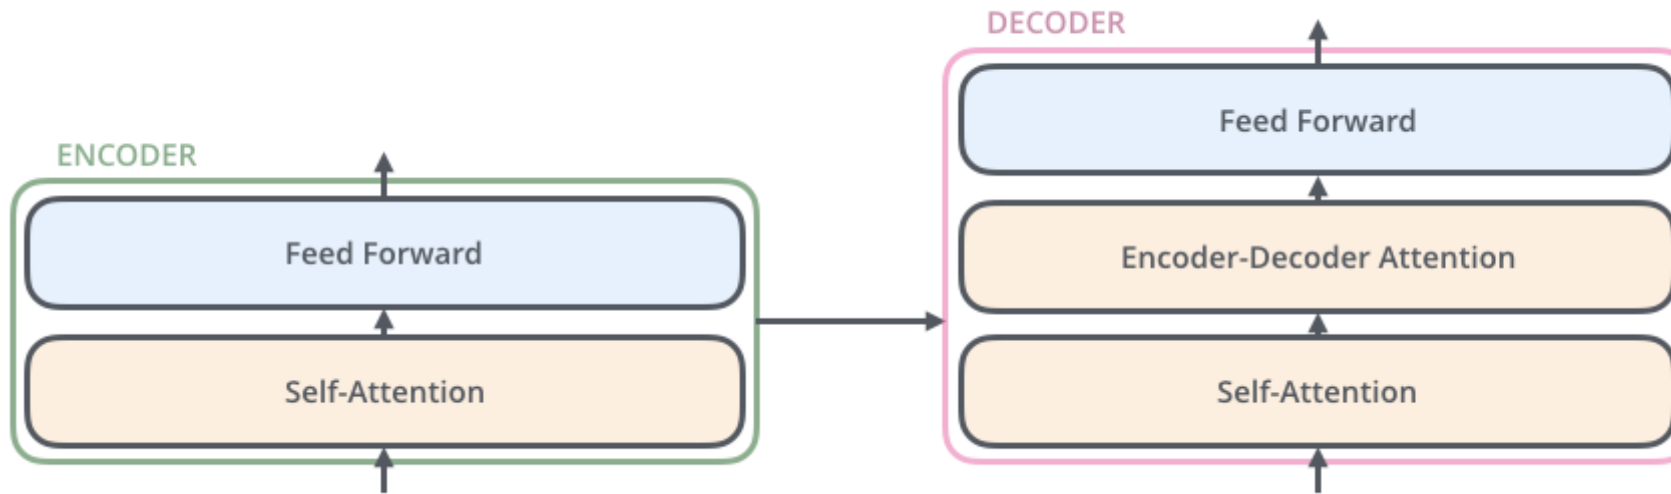 ENCODER
Feed Forward
Self-Attention
DECODER
Feed Forward
Encoder-Decoder Attention
Self-Attention